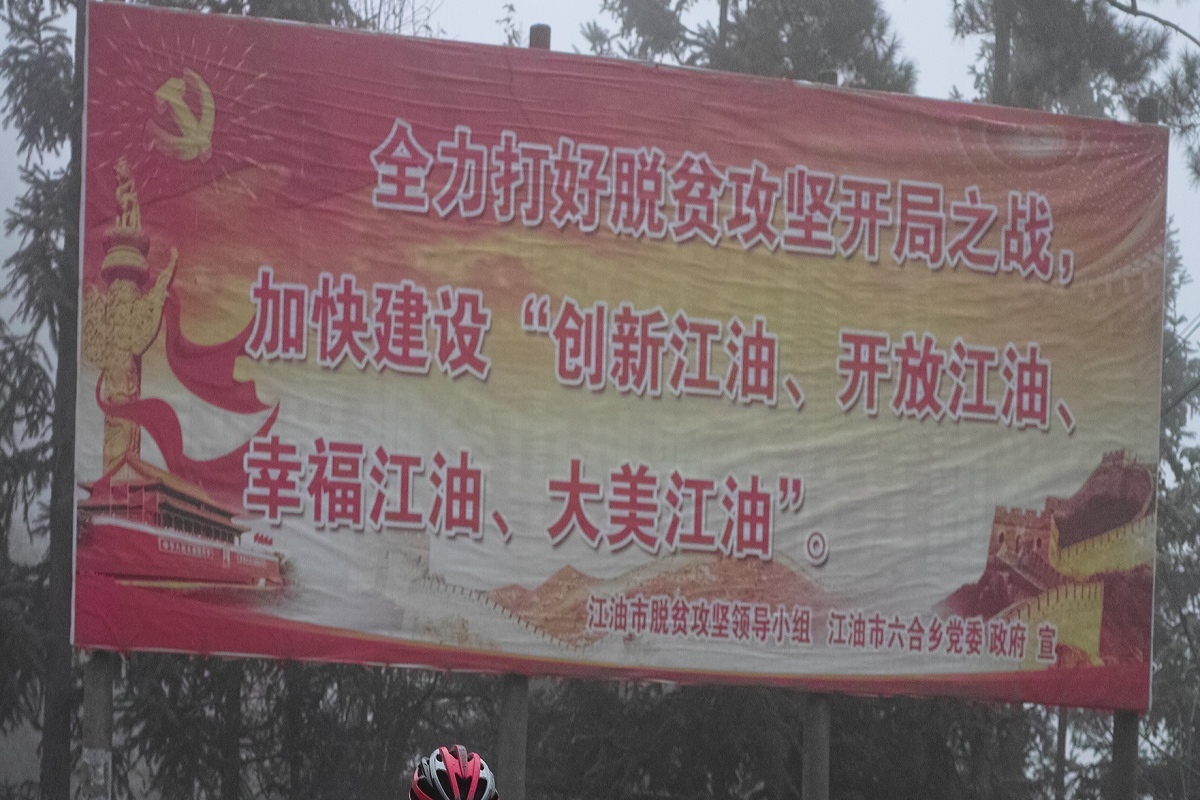 全力打好脱贫攻坚开局之战，
加快建设“创新江油、开放江油、
幸福江油、大美江油”。
江油市脱贫攻坚领导小组 江油市六合乡党委 政府 宣